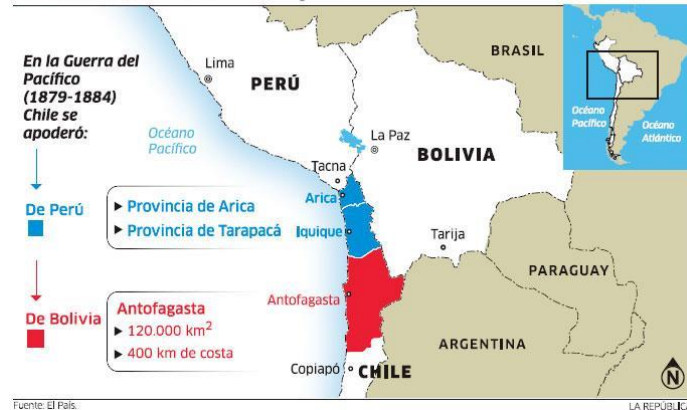 En la Guerra del
Pacífico
(1879-1884)
Chile se
apoderó:
De Perú
▶ Provincia de Arica
▶ Provincia de Tarapacá
De Bolivia
Antofagasta
▶ 120.000 km²
▶ 400 km de costa
Lima
PERÚ
BRASIL
Océano
Pacífico
La Paz
BOLIVIA
Tacna
Arica
Iquique
Tarija
PARAGUAY
Antofagasta
ARGENTINA
Copiapó
CHILE
N
Océano
Pacífico
Océano
Atlántico
Fuente: El País.
LA REPÚBLICA